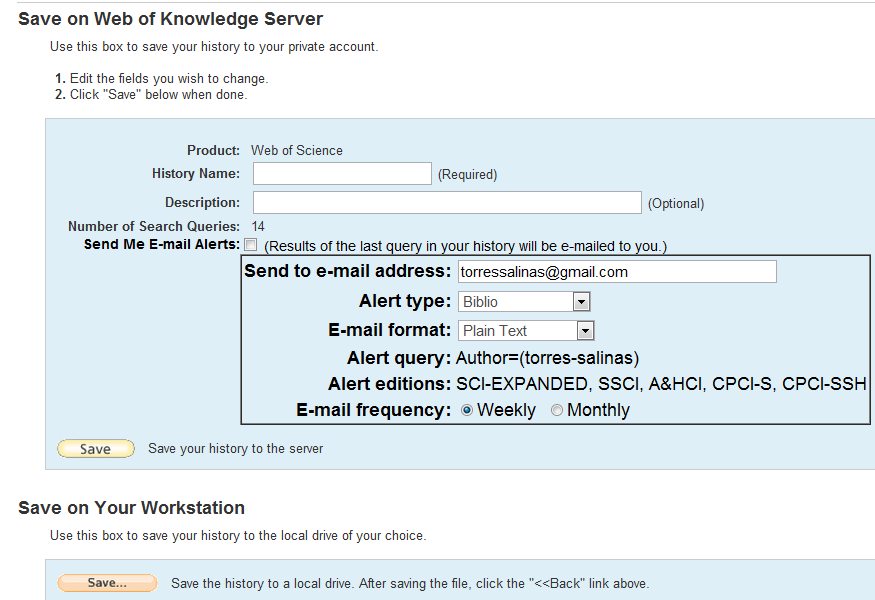 Save on Web of Knowledge Server
Use this box to save your history to your private account.
1. Edit the fields you wish to change.
2. Click "Save" below when done.
Product: Web of Science
History Name: (Required)
Description: (Optional)
Number of Search Queries: 14
Send Me E-mail Alerts: (Results of the last query in your history will be e-mailed to you.)
Send to e-mail address: torressalinas@gmail.com
Alert type: Biblio
E-mail format: Plain Text
Alert query: Author=(torres-salinas)
Alert editions: SCI-EXPANDED, SSCI, A&HCI, CPCI-S, CPCI-SSH
E-mail frequency: Weekly Monthly
Save Save your history to the server
Save on Your Workstation
Use this box to save your history to the local drive of your choice.
Save... Save the history to a local drive. After saving the file, click the "<<Back" link above.